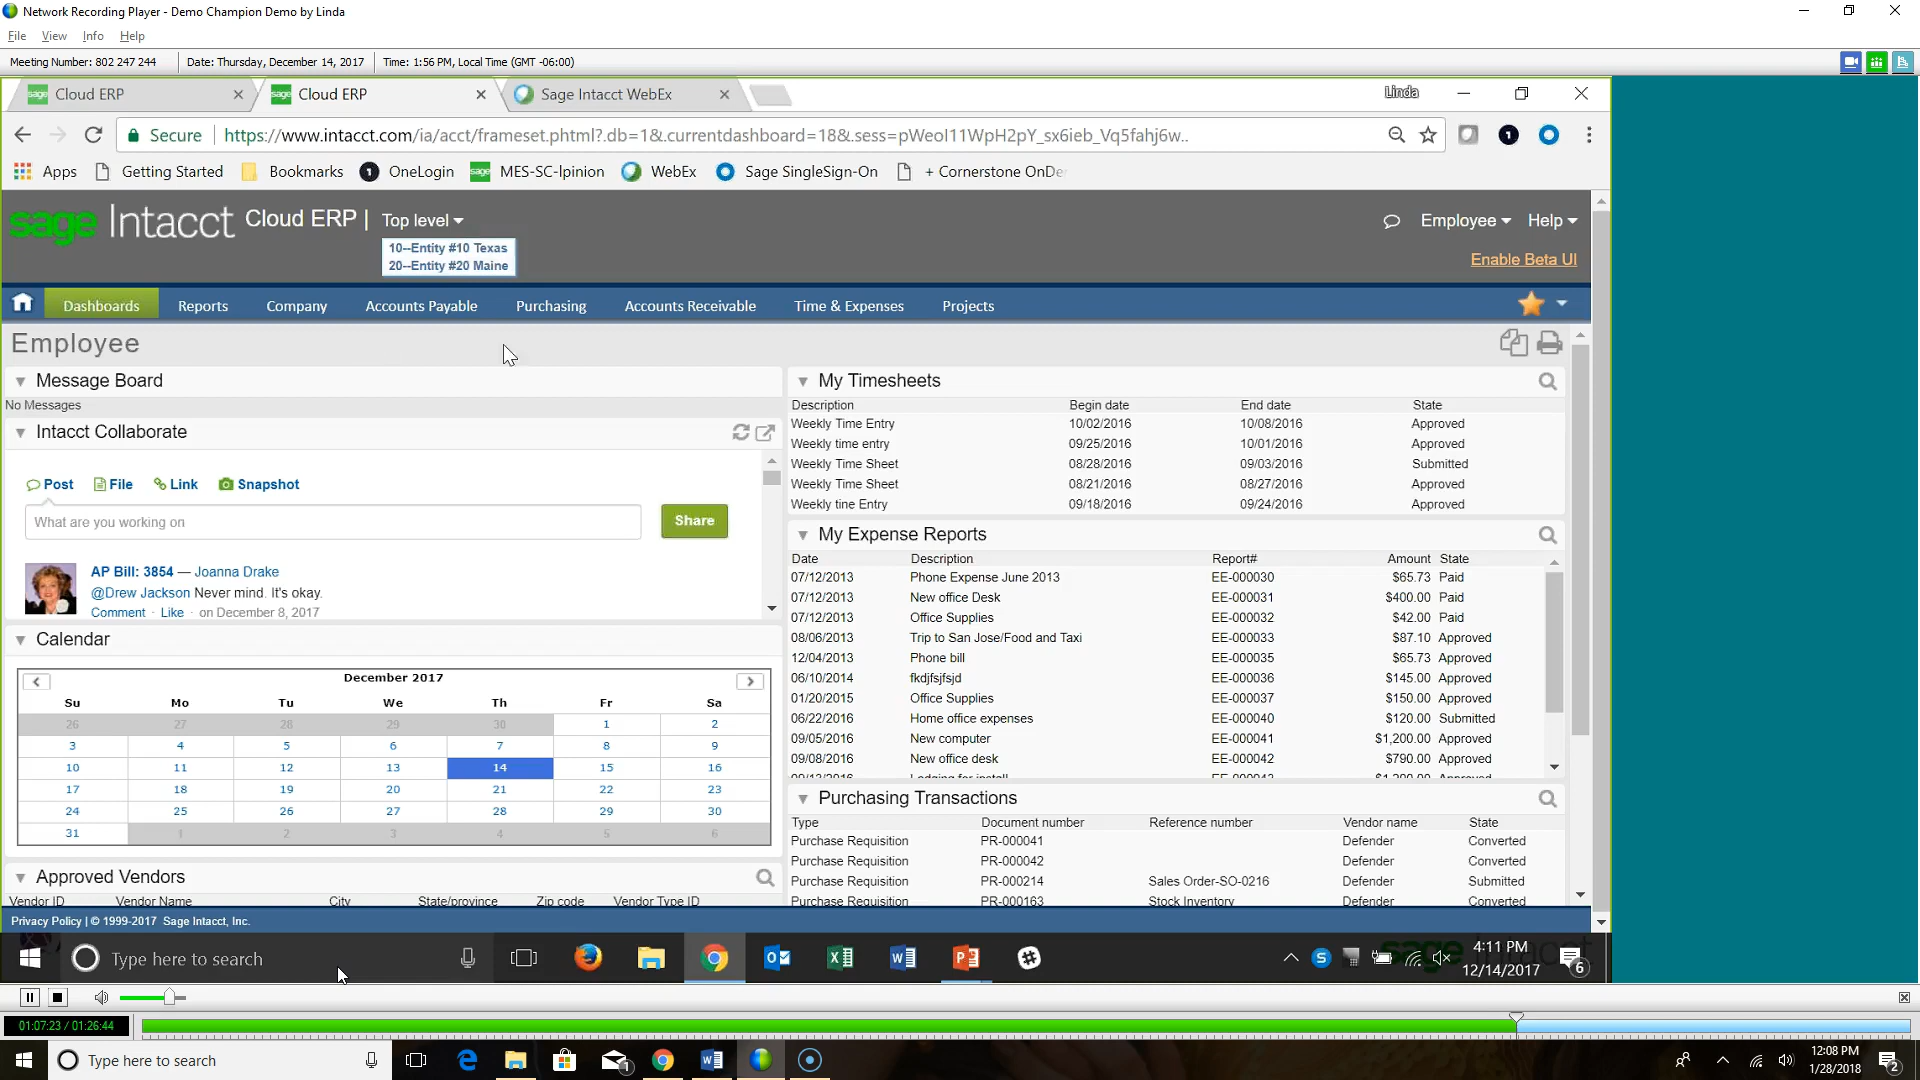 Network Recording Player - Demo Champion Demo by Linda
File View Info Help
Meeting Number: 802 247 244 Date: Thursday, December 14, 2017 Time: 1:56 PM, Local Time (GMT -06:00)
sage Cloud ERP sage Cloud ERP Sage Intacct WebEx Linda
Secure https://www.intacct.com/ia/acct/frameset.phtml?.db=1&.currentdashboard=18&.sess=pWeoI11WpH2pY_sx6ieb_Vq5fahj6w..
Apps Getting Started Bookmarks 1 OneLogin sage MES-SC-Ipinion WebEx Sage SingleSign-On + Cornerstone OnDe
sage Intacct Cloud ERP | Top level Employee Help
10--Entity #10 Texas
20--Entity #20 Maine
Enable Beta UI
Dashboards Reports Company Accounts Payable Purchasing Accounts Receivable Time & Expenses Projects
Employee
Message Board
No Messages
Intacct Collaborate
Post File Link Snapshot
What are you working on Share
AP Bill: 3854 — Joanna Drake
@Drew Jackson Never mind. It's okay.
Comment · Like · on December 8, 2017
Calendar
December 2017
Su Mo Tu We Th Fr Sa
26 27 28 29 30 1 2
3 4 5 6 7 8 9
10 11 12 13 14 15 16
17 18 19 20 21 22 23
24 25 26 27 28 29 30
31 1 2 3 4 5 6
Approved Vendors
Vendor ID Vendor Name City State/province Zip code Vendor Type ID
My Timesheets
Description Begin date End date State
Weekly Time Entry 10/02/2016 10/08/2016 Approved
Weekly time entry 09/25/2016 10/01/2016 Approved
Weekly Time Sheet 08/28/2016 09/03/2016 Submitted
Weekly Time Sheet 08/21/2016 08/27/2016 Approved
Weekly tine Entry 09/18/2016 09/24/2016 Approved
My Expense Reports
Date Description Report# Amount State
07/12/2013 Phone Expense June 2013 EE-000030 $65.73 Paid
07/12/2013 New office Desk EE-000031 $400.00 Paid
07/12/2013 Office Supplies EE-000032 $42.00 Paid
08/06/2013 Trip to San Jose/Food and Taxi EE-000033 $87.10 Approved
12/04/2013 Phone bill EE-000035 $65.73 Approved
06/10/2014 fkdjfsjfsjd EE-000036 $145.00 Approved
01/20/2015 Office Supplies EE-000037 $150.00 Approved
06/22/2016 Home office expenses EE-000040 $120.00 Submitted
09/05/2016 New computer EE-000041 $1,200.00 Approved
09/08/2016 New office desk EE-000042 $790.00 Approved
09/13/2016 Lodging for install EE-000043 $1,200.00 Approved
Purchasing Transactions
Type Document number Reference number Vendor name State
Purchase Requisition PR-000041 Defender Converted
Purchase Requisition PR-000042 Defender Converted
Purchase Requisition PR-000214 Sales Order-SO-0216 Defender Submitted
Purchase Requisition PR-000163 Stock Inventory Defender Converted
Privacy Policy | © 1999-2017 Sage Intacct, Inc.
Type here to search 4:11 PM
12/14/2017 6
01:07:23 / 01:26:44
Type here to search 1 12:08 PM
1/28/2018 2